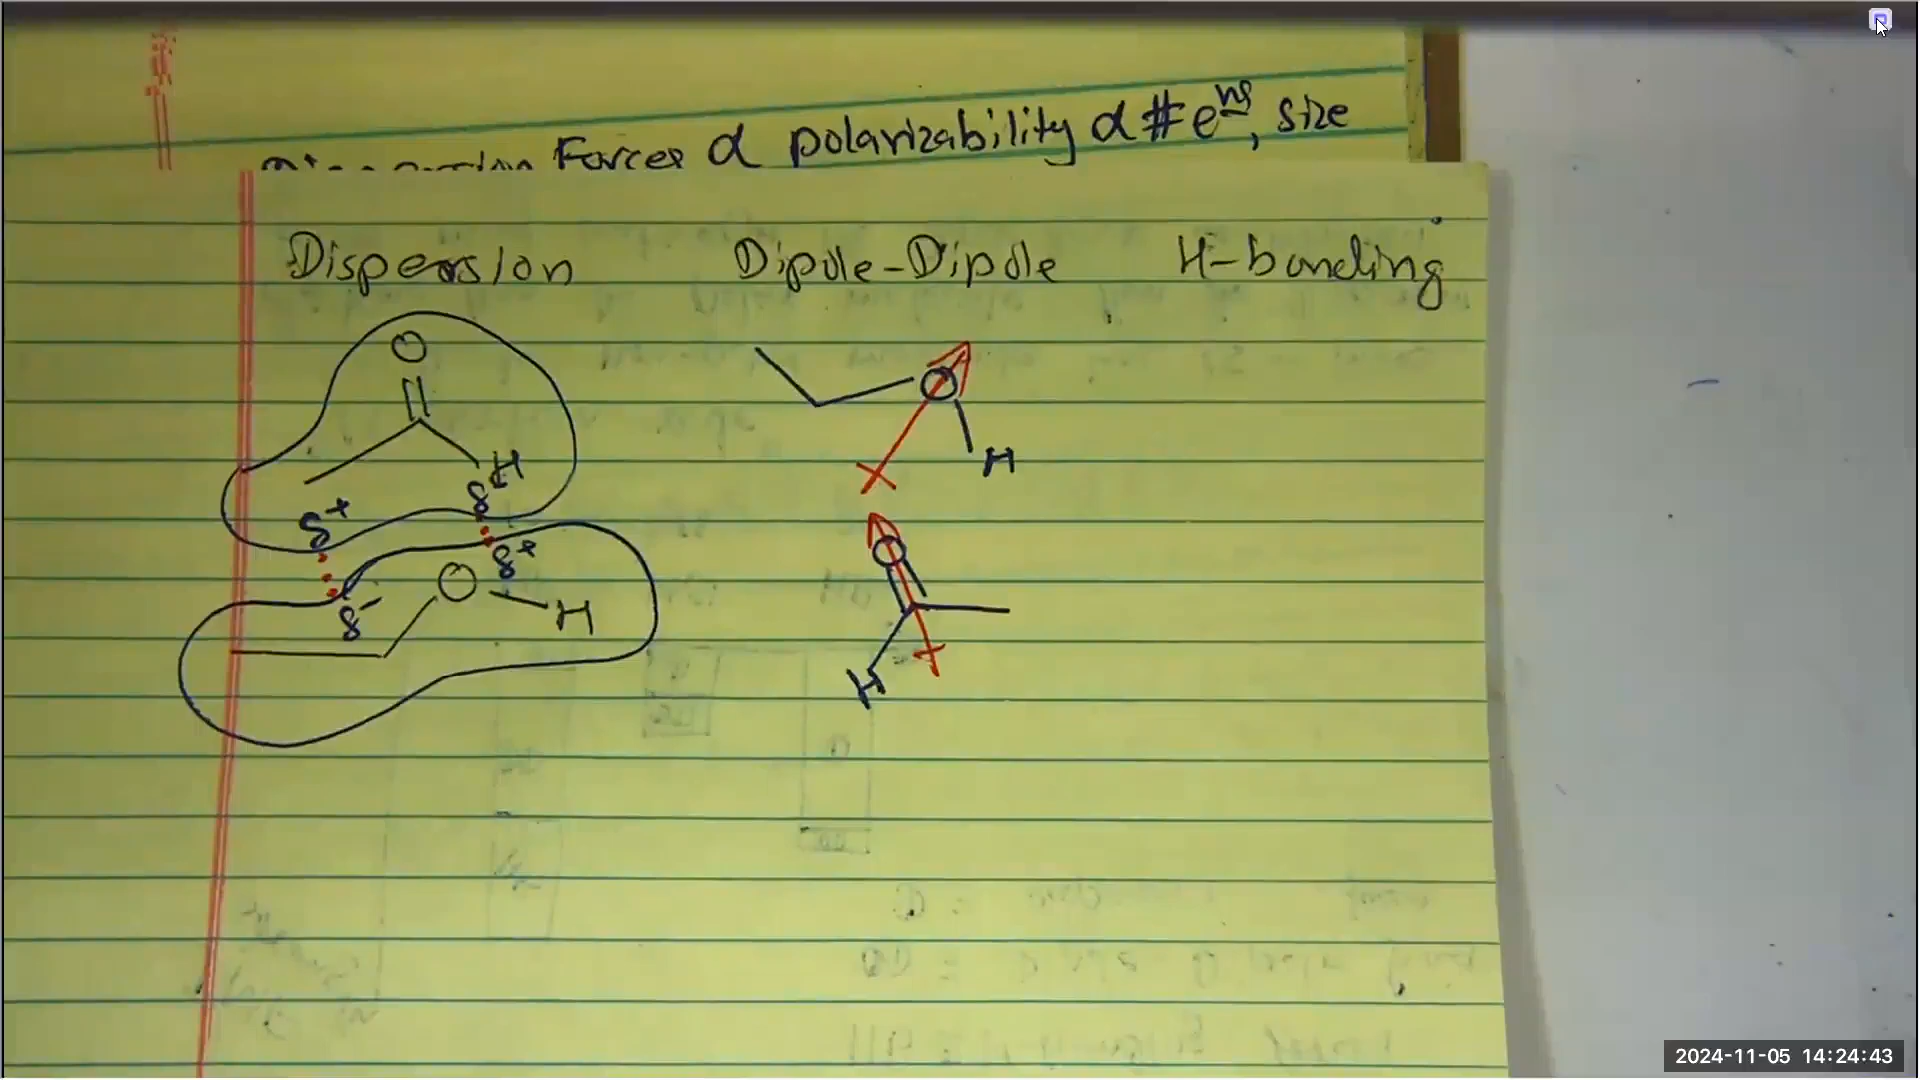 Forces α polarizability α # e^ns, size
Dispersion Dipole-Dipole H-bonding
O
H
δ+ δ-
δ- δ+
O H
O
H
O
H
2024-11-05 14:24:43